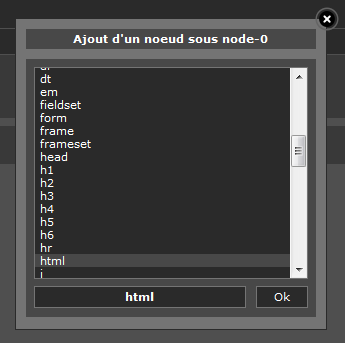 Ajout d'un noeud sous node-0
dt
em
fieldset
form
frame
frameset
head
h1
h2
h3
h4
h5
h6
hr
html
html
Ok